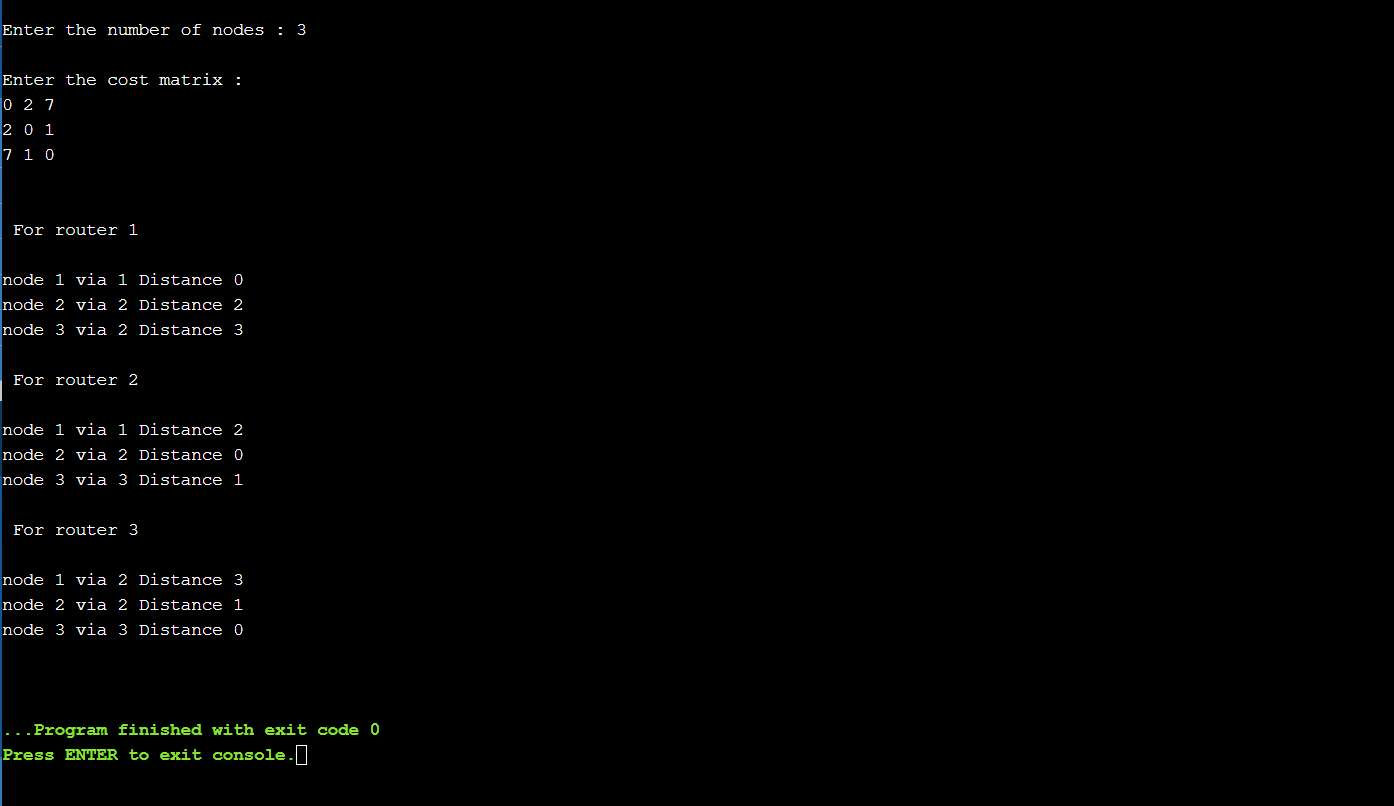 Enter the number of nodes : 3
Enter the cost matrix :
0 2 7
2 0 1
7 1 0
For router 1
node 1 via 1 Distance 0
node 2 via 2 Distance 2
node 3 via 2 Distance 3
For router 2
node 1 via 1 Distance 2
node 2 via 2 Distance 0
node 3 via 3 Distance 1
For router 3
node 1 via 2 Distance 3
node 2 via 2 Distance 1
node 3 via 3 Distance 0
...Program finished with exit code 0
Press ENTER to exit console.